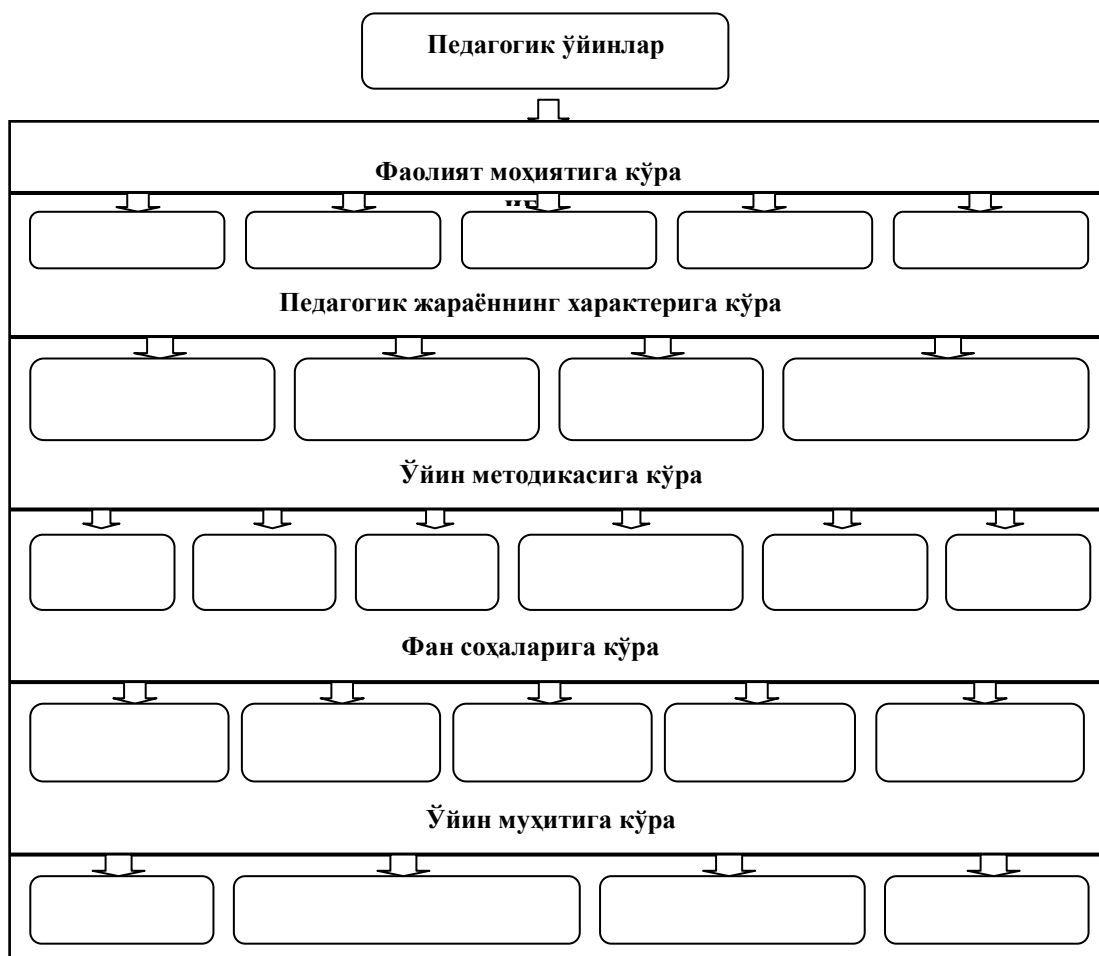 Педагогик ўйинлар
Фаолият моҳиятига кўра
Педагогик жараённинг характерига кўра
Ўйин методикасига кўра
Фан соҳаларига кўра
Ўйин муҳитига кўра